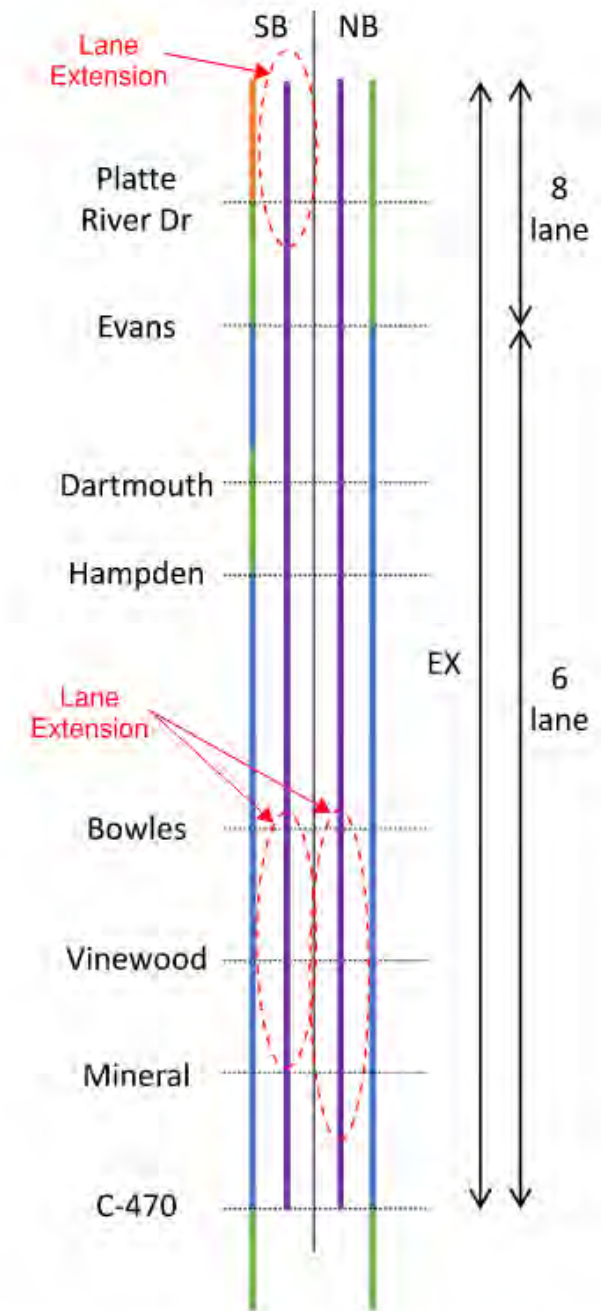 SB NB
Lane
Extension
Platte
River Dr
8
lane
Evans
Dartmouth
Hampden
EX
6
lane
Lane
Extension
Bowles
Vinewood
Mineral
C-470